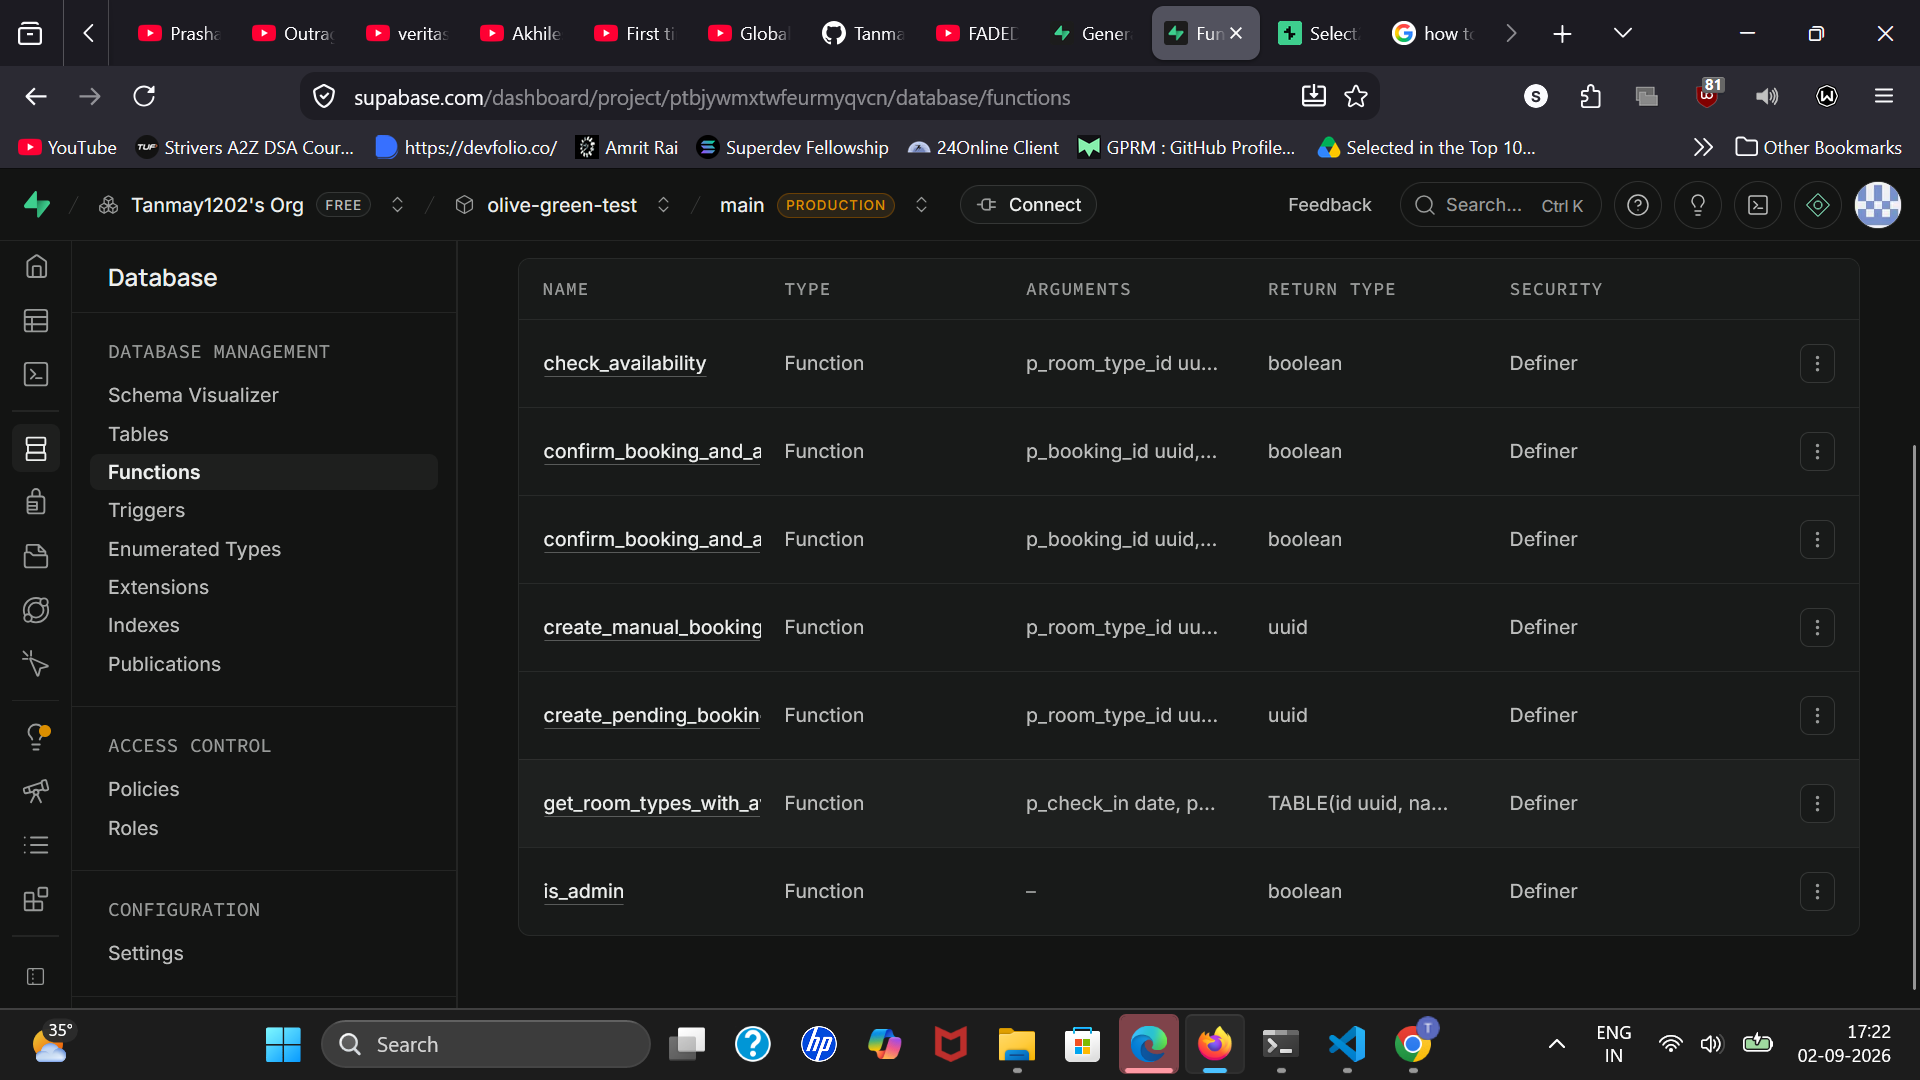 Prasha
Outra
veritas
Akhile
First ti
Globa
Tanma
FADED
Gener
Fun
Select
how to
supabase.com/dashboard/project/ptbjywmxtwfeurmyqvcn/database/functions
S
81
YouTube
TUF Strivers A2Z DSA Cour...
https://devfolio.co/
Amrit Rai
Superdev Fellowship
24Online Client
GPRM : GitHub Profile...
Selected in the Top 10...
Other Bookmarks
Tanmay1202's Org
FREE
olive-green-test
main
PRODUCTION
Connect
Feedback
Search...
Ctrl K
Database
DATABASE MANAGEMENT
Schema Visualizer
Tables
Functions
Triggers
Enumerated Types
Extensions
Indexes
Publications
ACCESS CONTROL
Policies
Roles
CONFIGURATION
Settings
NAME TYPE ARGUMENTS RETURN TYPE SECURITY
check_availability Function p_room_type_id uu... boolean Definer
confirm_booking_and_a Function p_booking_id uuid,... boolean Definer
confirm_booking_and_a Function p_booking_id uuid,... boolean Definer
create_manual_booking Function p_room_type_id uu... uuid Definer
create_pending_bookin Function p_room_type_id uu... uuid Definer
get_room_types_with_a Function p_check_in date, p... TABLE(id uuid, na... Definer
is_admin Function – boolean Definer
35°
Search
hp
T
ENG
IN
17:22
02-09-2026